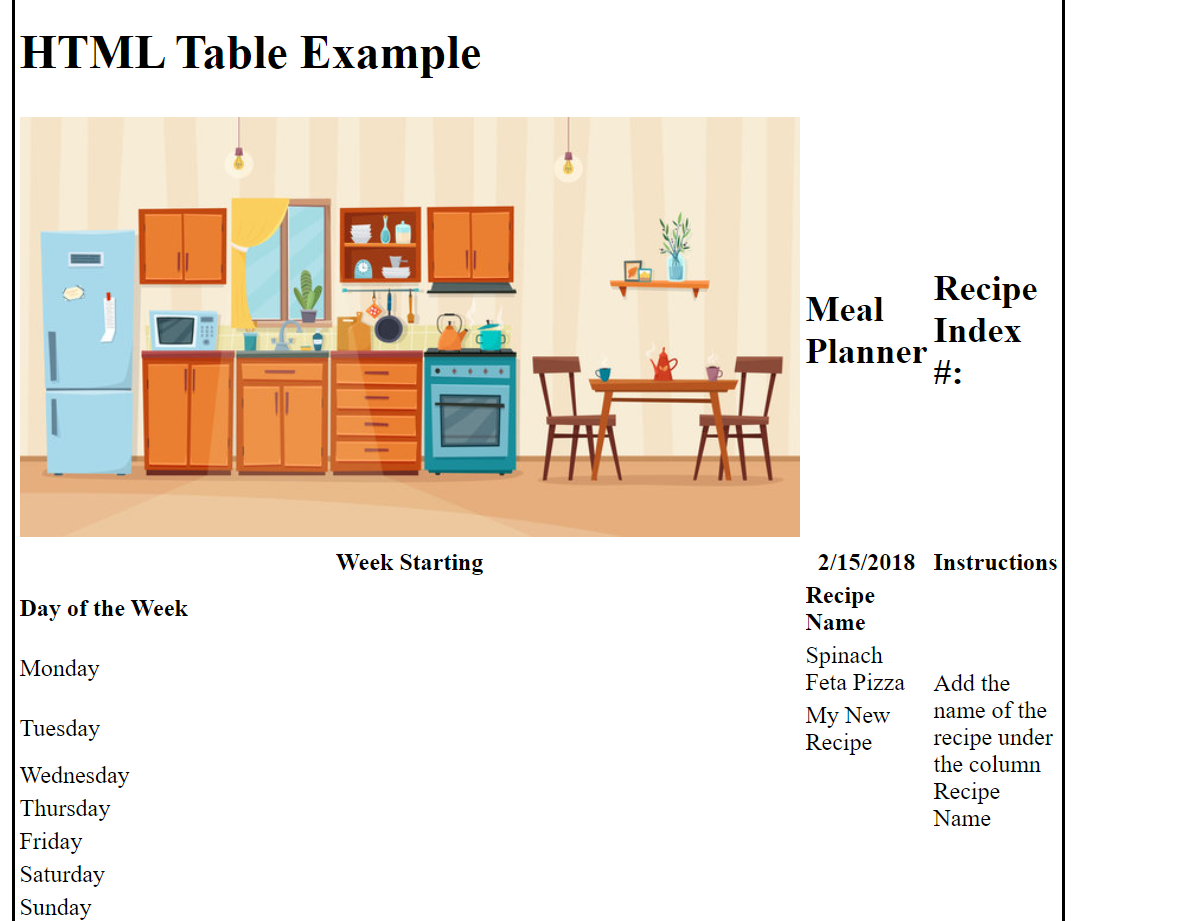 HTML Table Example
Meal
Planner
Recipe
Index
#:
Week Starting
2/15/2018
Instructions
Day of the Week
Recipe
Name
Monday
Spinach
Feta Pizza
Tuesday
My New
Recipe
Add the
name of the
recipe under
the column
Recipe
Name
Wednesday
Thursday
Friday
Saturday
Sunday